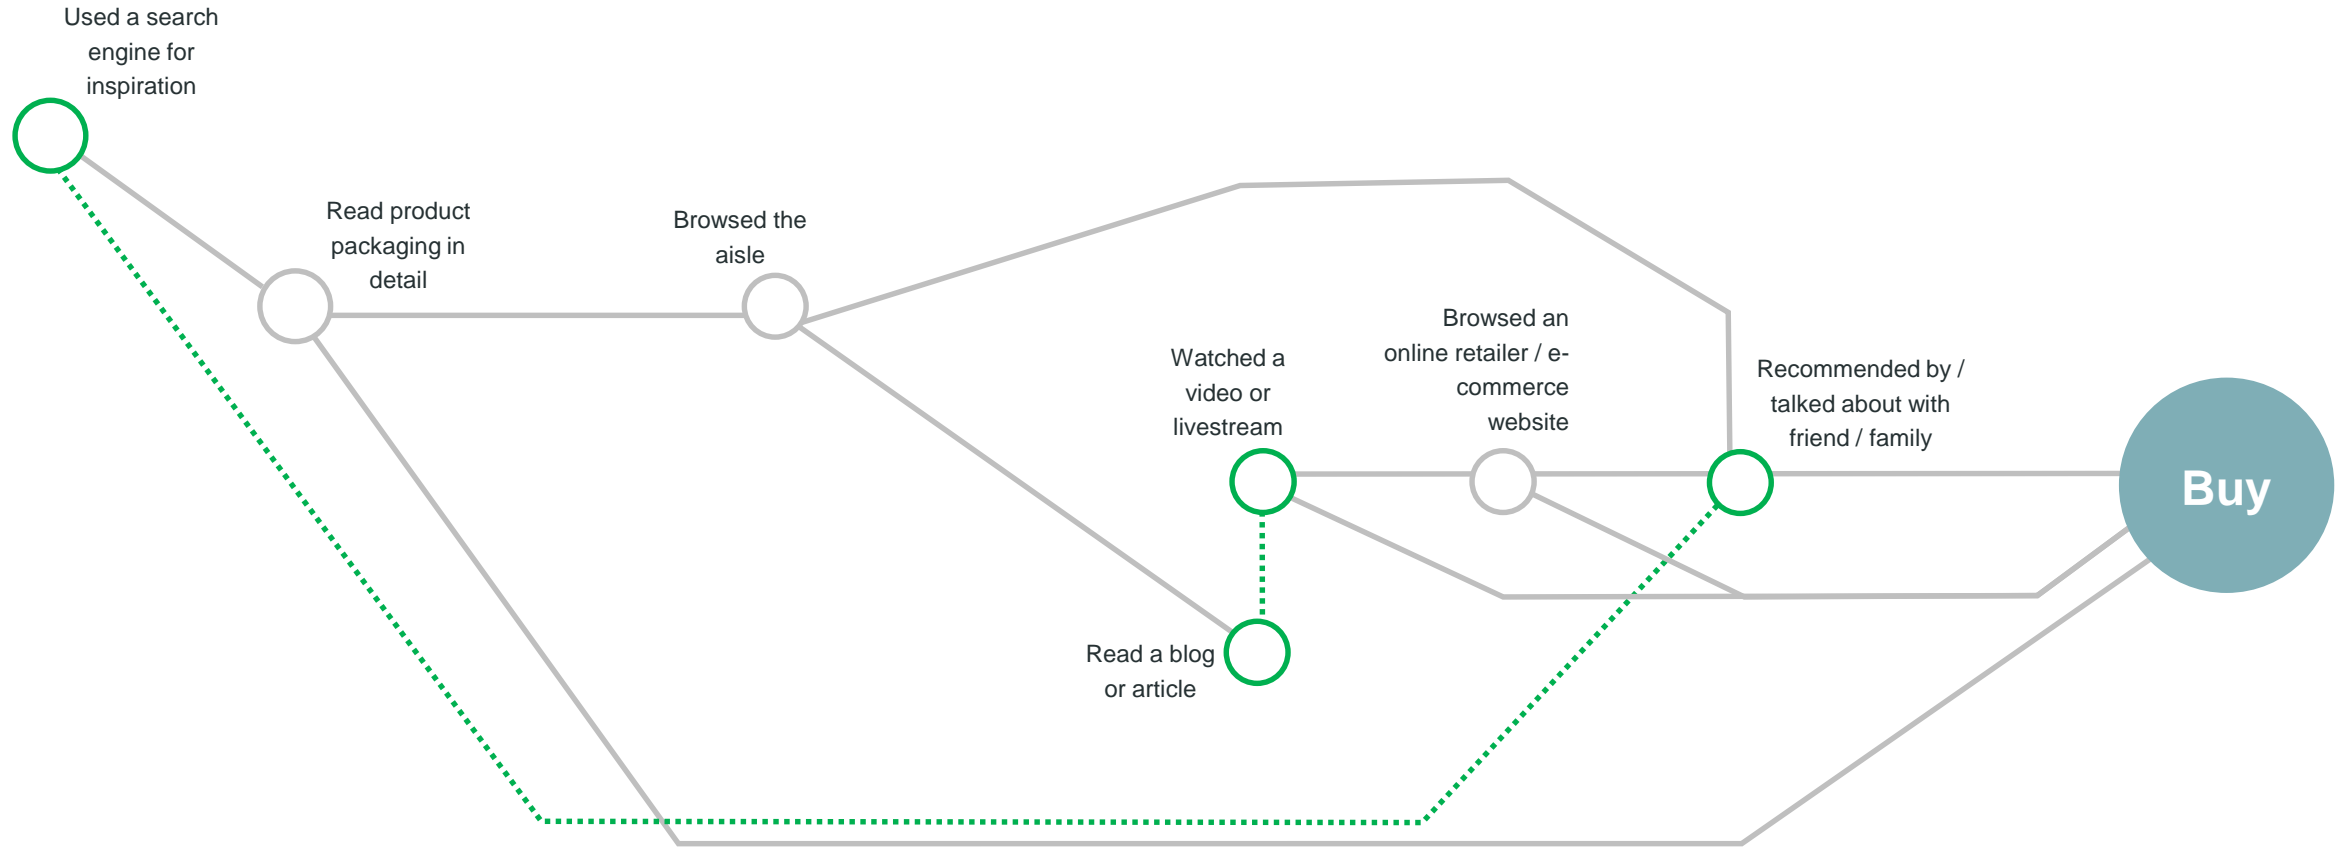 Used a search
engine for
inspiration
Read product
packaging in
detail
Browsed the
aisle
Watched a
video or
livestream
Browsed an
online retailer / e-
commerce
website
Recommended by /
talked about with
friend / family
Buy
Read a blog
or article